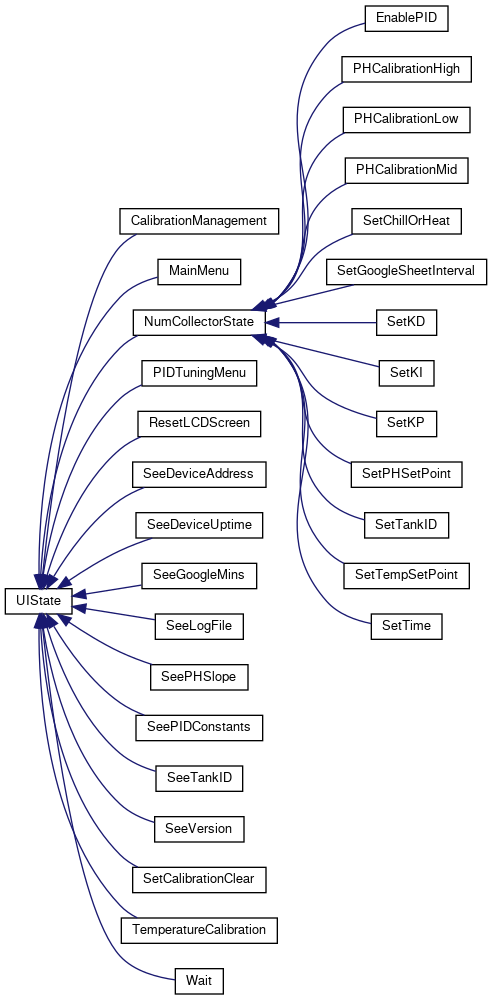 EnablePID
PHCalibrationHigh
PHCalibrationLow
PHCalibrationMid
CalibrationManagement
SetChillOrHeat
MainMenu
SetGoogleSheetInterval
NumCollectorState
SetKD
PIDTuningMenu
SetKI
ResetLCDScreen
SetKP
SeeDeviceAddress
SetPHSetPoint
SeeDeviceUptime
SetTankID
SeeGoogleMins
SetTempSetPoint
UIState
SeeLogFile
SetTime
SeePHSlope
SeePIDConstants
SeeTankID
SeeVersion
SetCalibrationClear
TemperatureCalibration
Wait